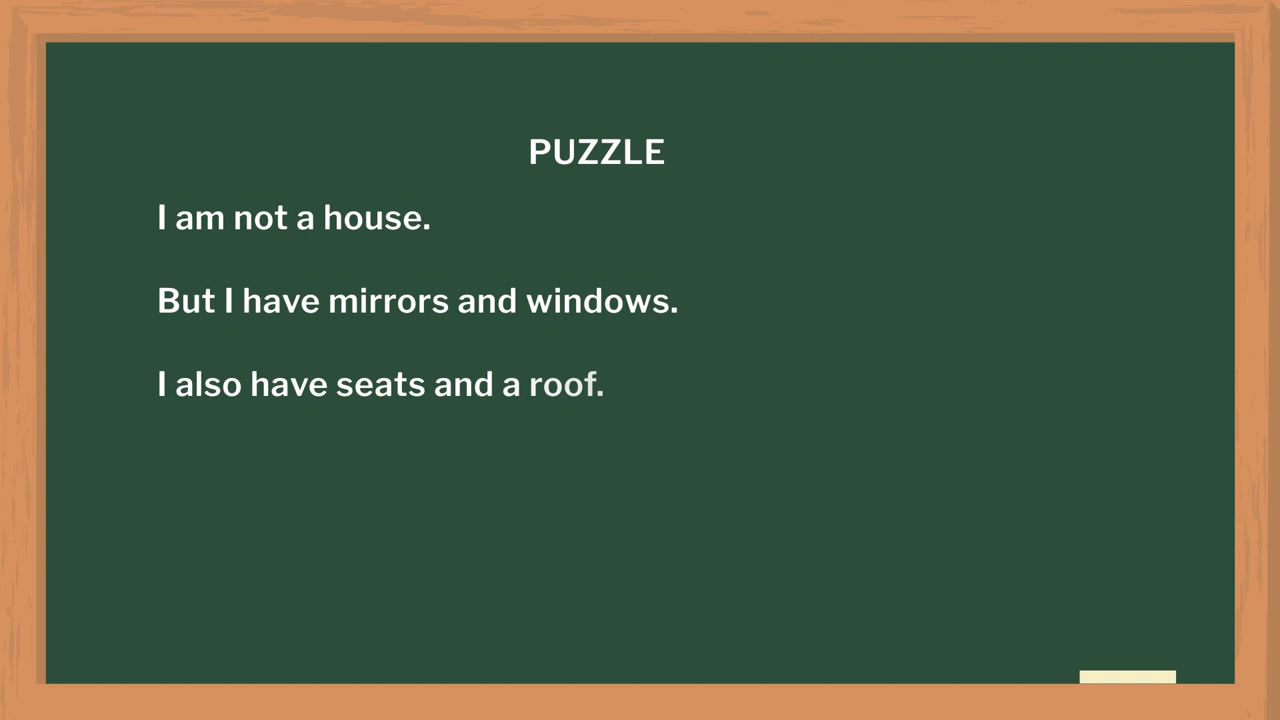 PUZZLE
I am not a house.
But I have mirrors and windows.
I also have seats and a roof.